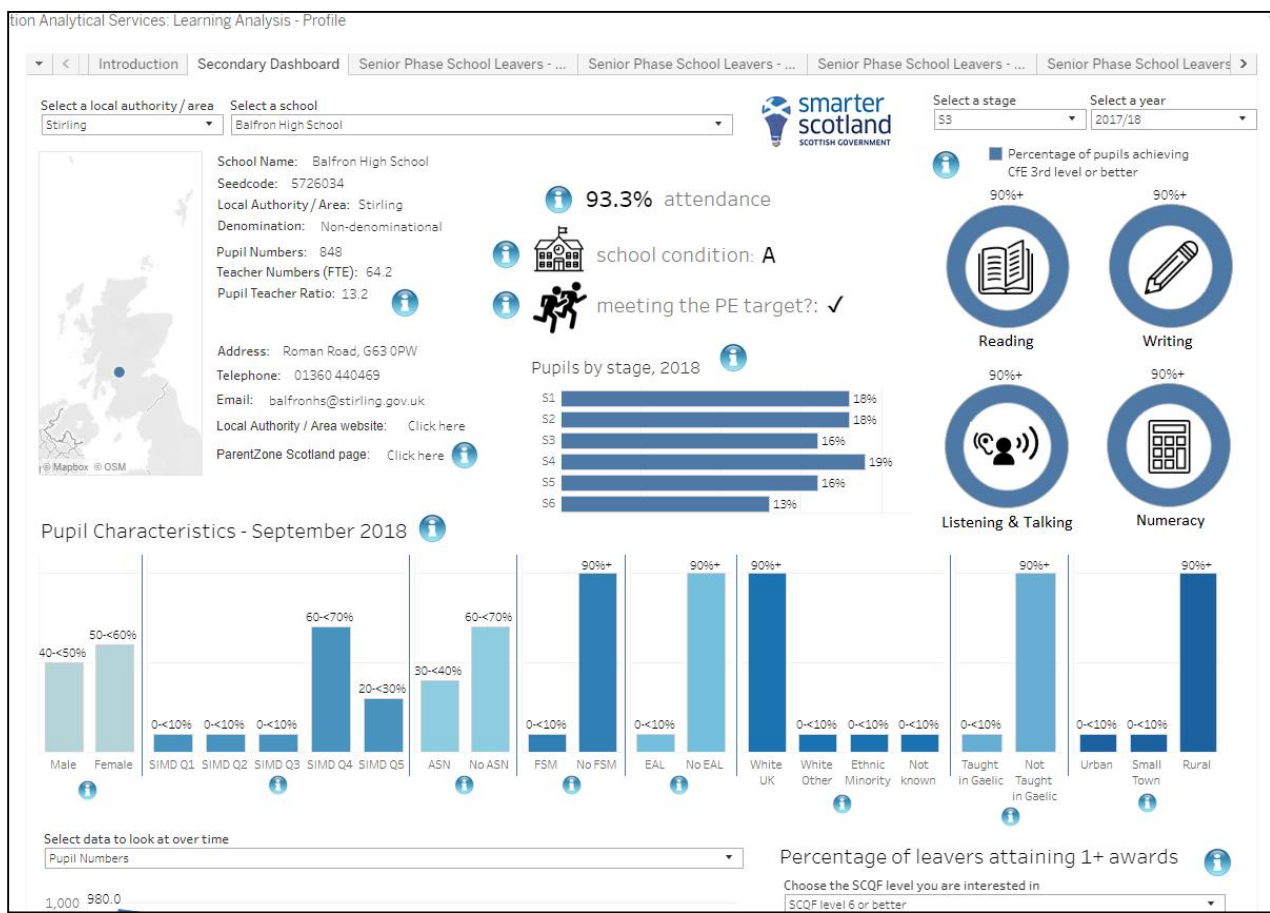 tion Analytical Services: Learning Analysis - Profile
Introduction
Secondary Dashboard
Senior Phase School Leavers - ...
Senior Phase School Leavers - ...
Senior Phase School Leavers - ...
Senior Phase School Leavers
Select a local authority / area
Stirling
Select a school
Balfron High School
smarter
scotland
SCOTTISH GOVERNMENT
Select a stage
S3
Select a year
2017/18
School Name: Balfron High School
Seedcode: 5726034
Local Authority / Area: Stirling
Denomination: Non-denominational
Pupil Numbers: 848
Teacher Numbers (FTE): 64.2
Pupil Teacher Ratio: 13.2
Address: Roman Road, G63 0PW
Telephone: 01360 440469
Email: balfronhs@stirling.gov.uk
Local Authority / Area website: Click here
ParentZone Scotland page: Click here
© Mapbox © OSM
93.3% attendance
school condition: A
meeting the PE target?: ✓
Pupils by stage, 2018
S1 18%
S2 18%
S3 16%
S4 19%
S5 16%
S6 13%
Percentage of pupils achieving
CfE 3rd level or better
90%+ 90%+
Reading Writing
90%+ 90%+
Listening & Talking Numeracy
Pupil Characteristics - September 2018
40-<50% 50-<60%
Male Female
0-<10% 0-<10% 0-<10% 60-<70% 20-<30%
SIMD Q1 SIMD Q2 SIMD Q3 SIMD Q4 SIMD Q5
30-<40% 60-<70%
ASN No ASN
0-<10% 90%+
FSM No FSM
0-<10% 90%+
EAL No EAL
90%+ 0-<10% 0-<10% 0-<10%
White White Ethnic Not
UK Other Minority known
0-<10% 90%+
Taught Not
in Gaelic Taught
in Gaelic
0-<10% 0-<10% 90%+
Urban Small Rural
Town
Select data to look at over time
Pupil Numbers
1,000 980.0
Percentage of leavers attaining 1+ awards
Choose the SCQF level you are interested in
SCQF level 6 or better